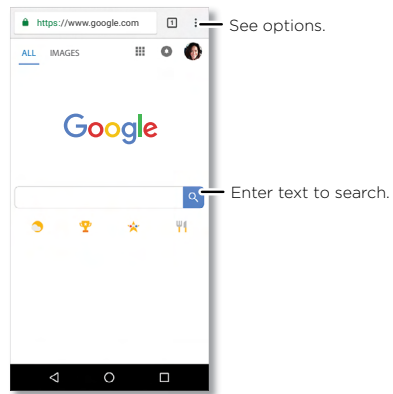 https://www.google.com 1
See options.
ALL IMAGES
Google
Enter text to search.